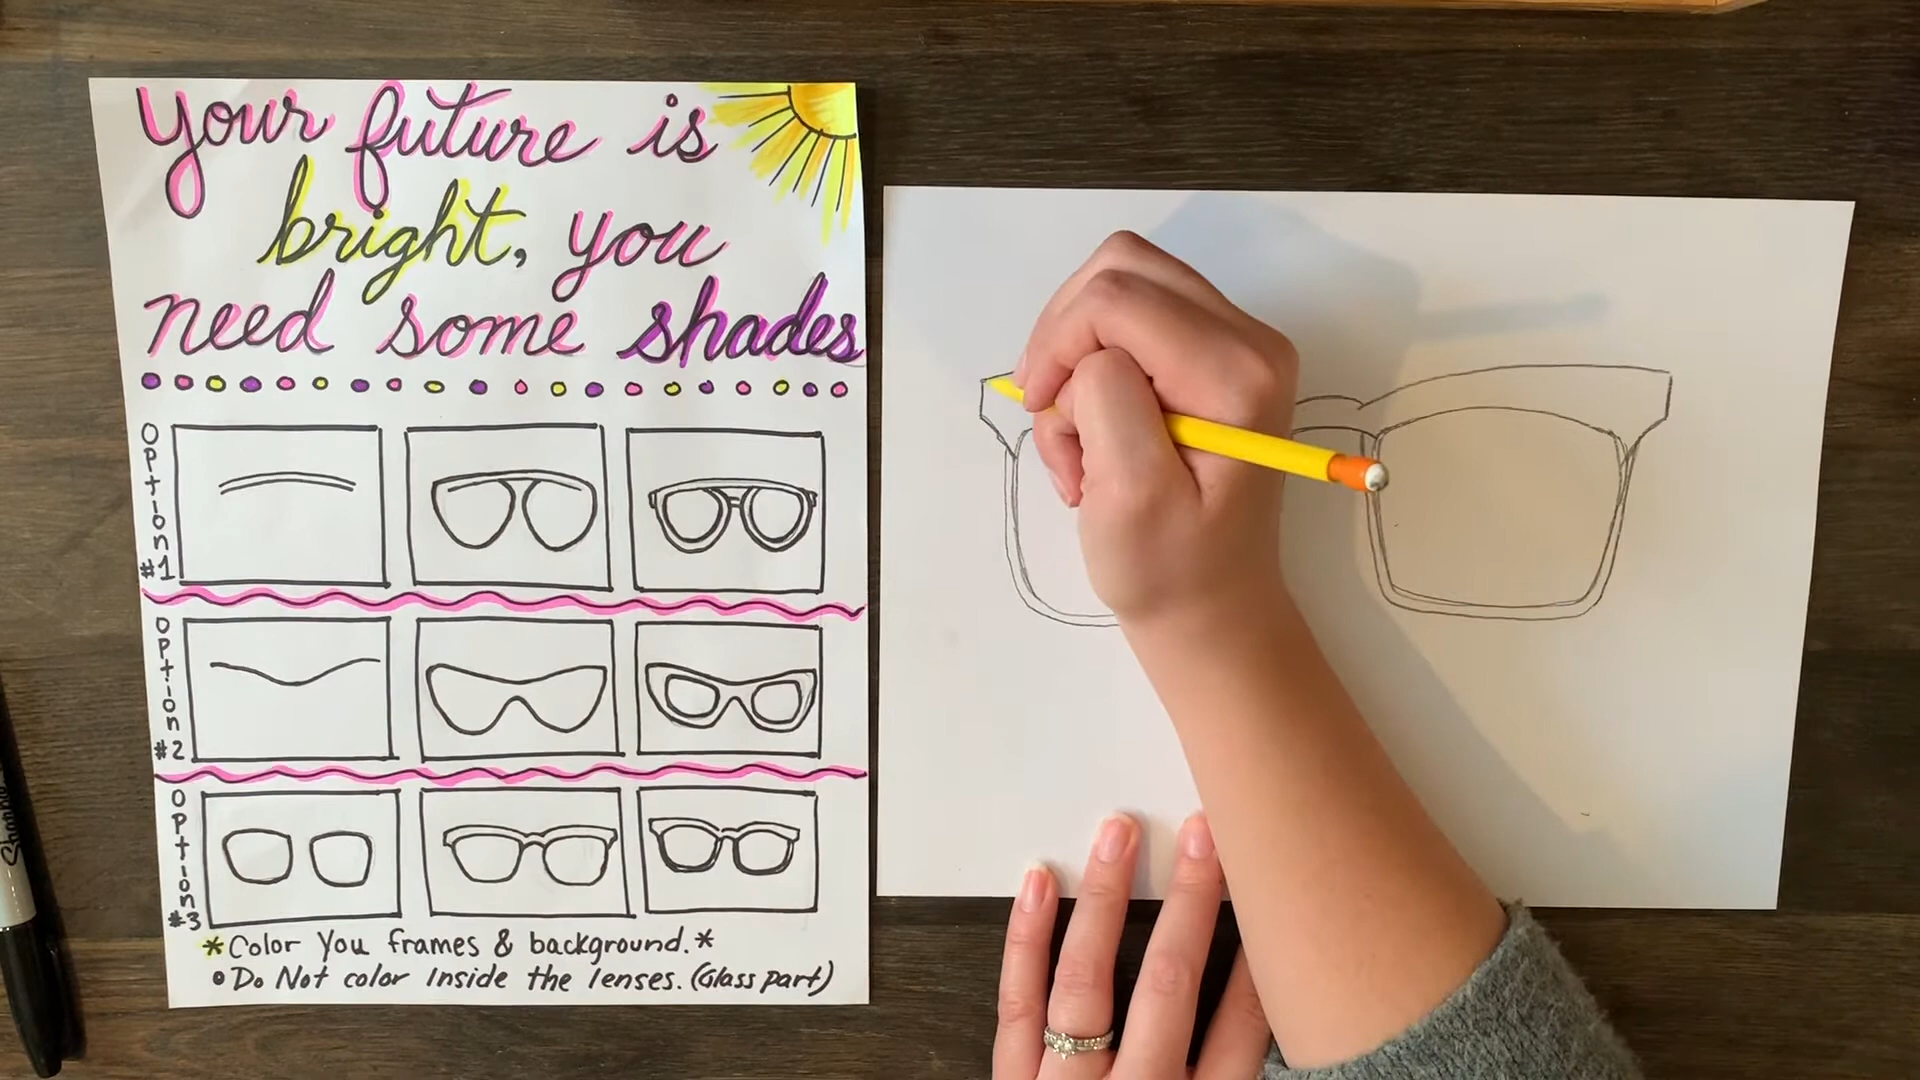 Your future is
bright, you
need some shades
Option #1
Option #2
Option #3
*Color You frames & background.*
•Do Not color Inside the lenses. (Glass part)
Sharpie